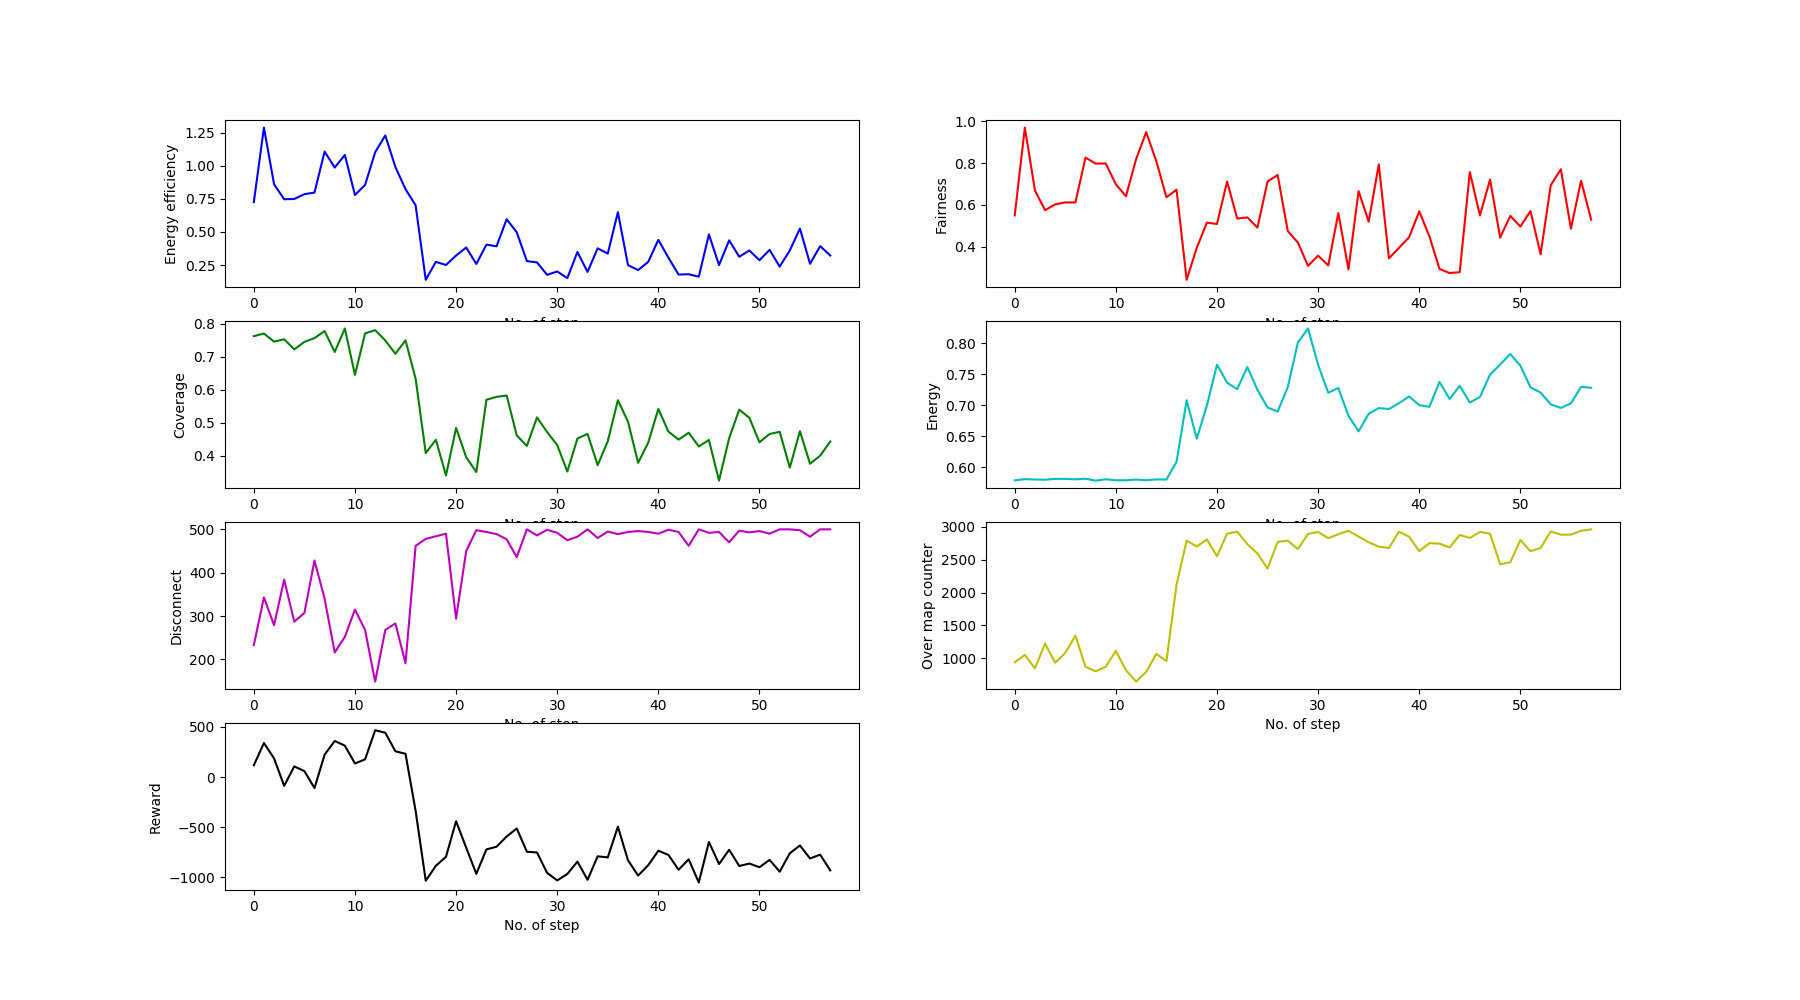 Energy efficiency
1.25
1.00
0.75
0.50
0.25
0 10 20 30 40 50
Fairness
1.0
0.8
0.6
0.4
0 10 20 30 40 50
Coverage
0.8
0.7
0.6
0.5
0.4
0 10 20 30 40 50
Energy
0.80
0.75
0.70
0.65
0.60
0 10 20 30 40 50
Disconnect
500
400
300
200
0 10 20 30 40 50
Over map counter
3000
2500
2000
1500
1000
0 10 20 30 40 50
No. of step
Reward
500
0
−500
−1000
0 10 20 30 40 50
No. of step